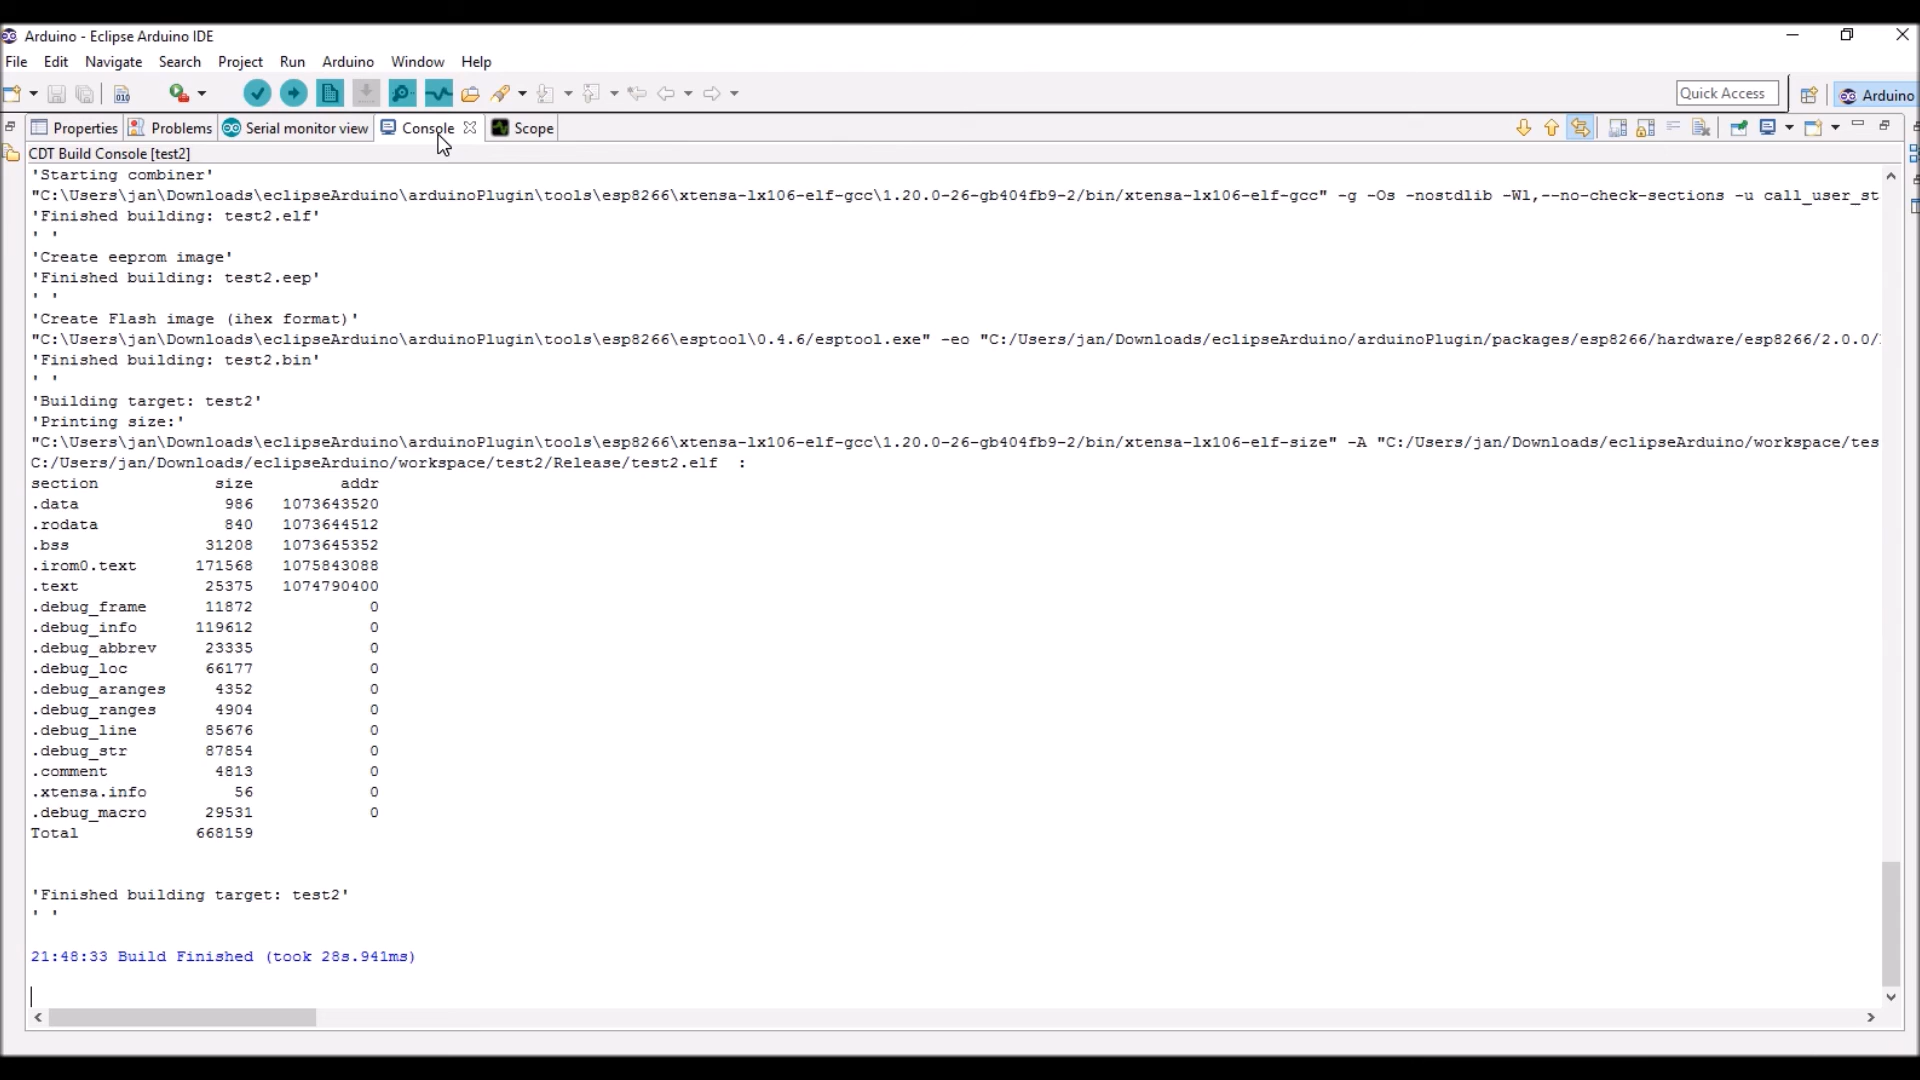 Arduino - Eclipse Arduino IDE
File Edit Navigate Search Project Run Arduino Window Help
010 Quick Access Arduino
Properties Problems Serial monitor view Console Scope
CDT Build Console [test2]
'Starting combiner'
"C:\Users\jan\Downloads\eclipseArduino\arduinoPlugin\tools\esp8266\xtensa-lx106-elf-gcc\1.20.0-26-gb404fb9-2/bin/xtensa-lx106-elf-gcc" -g -Os -nostdlib -Wl,--no-check-sections -u call_user_st
'Finished building: test2.elf'
' '
'Create eeprom image'
'Finished building: test2.eep'
' '
'Create Flash image (ihex format)'
"C:\Users\jan\Downloads\eclipseArduino\arduinoPlugin\tools\esp8266\esptool\0.4.6/esptool.exe" -eo "C:/Users/jan/Downloads/eclipseArduino/arduinoPlugin/packages/esp8266/hardware/esp8266/2.0.0/
'Finished building: test2.bin'
' '
'Building target: test2'
'Printing size:'
"C:\Users\jan\Downloads\eclipseArduino\arduinoPlugin\tools\esp8266\xtensa-lx106-elf-gcc\1.20.0-26-gb404fb9-2/bin/xtensa-lx106-elf-size" -A "C:/Users/jan/Downloads/eclipseArduino/workspace/tes
C:/Users/jan/Downloads/eclipseArduino/workspace/test2/Release/test2.elf :
section size addr
.data 986 1073643520
.rodata 840 1073644512
.bss 31208 1073645352
.irom0.text 171568 1075843088
.text 25375 1074790400
.debug_frame 11872 0
.debug_info 119612 0
.debug_abbrev 23335 0
.debug_loc 66177 0
.debug_aranges 4352 0
.debug_ranges 4904 0
.debug_line 85676 0
.debug_str 87854 0
.comment 4813 0
.xtensa.info 56 0
.debug_macro 29531 0
Total 668159
'Finished building target: test2'
' '
21:48:33 Build Finished (took 28s.941ms)